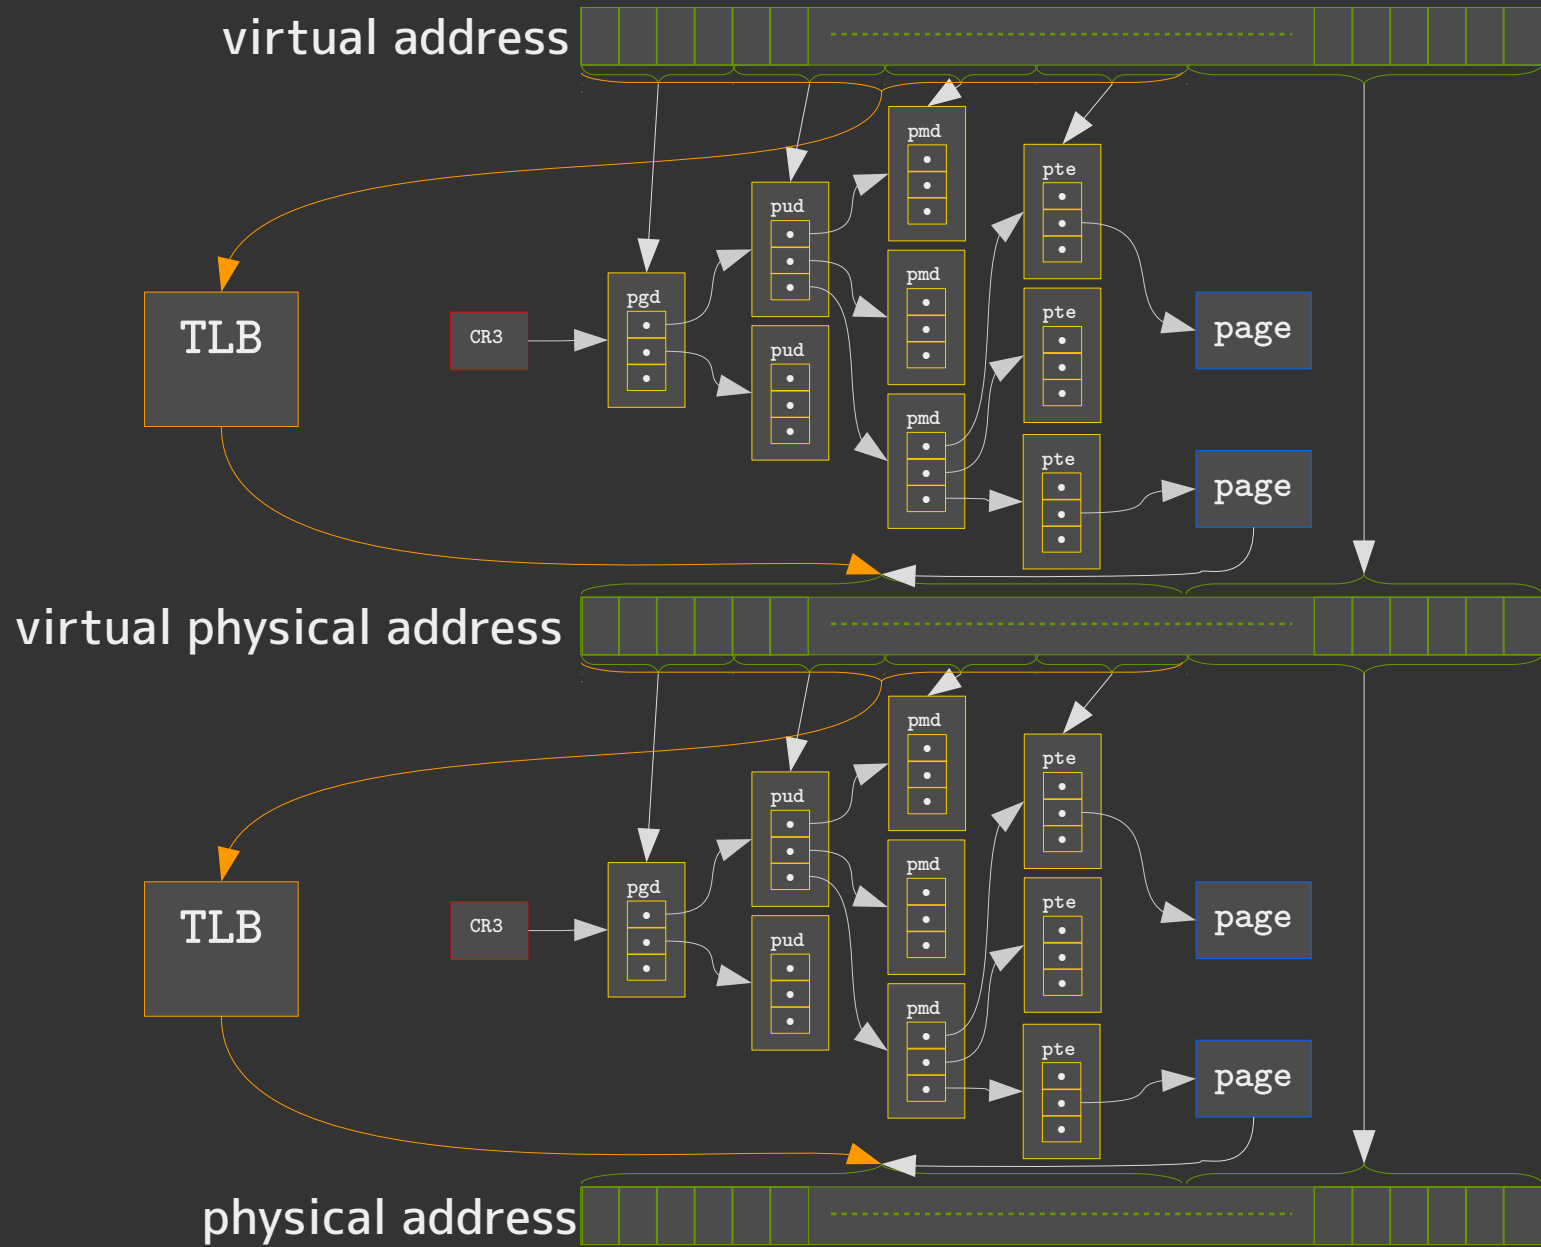 virtual address
pmd
pte
pud
pmd
pgd
TLB
CR3
page
pte
pud
pmd
pte
page
virtual physical address
pmd
pte
pud
pmd
pgd
TLB
CR3
page
pte
pud
pmd
pte
page
physical address